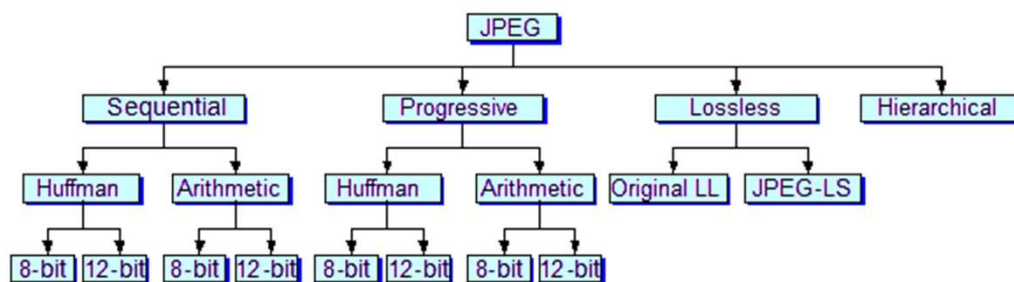 JPEG
Sequential Progressive Lossless Hierarchical
Huffman Arithmetic Huffman Arithmetic Original LL JPEG-LS
8-bit 12-bit 8-bit 12-bit 8-bit 12-bit 8-bit 12-bit